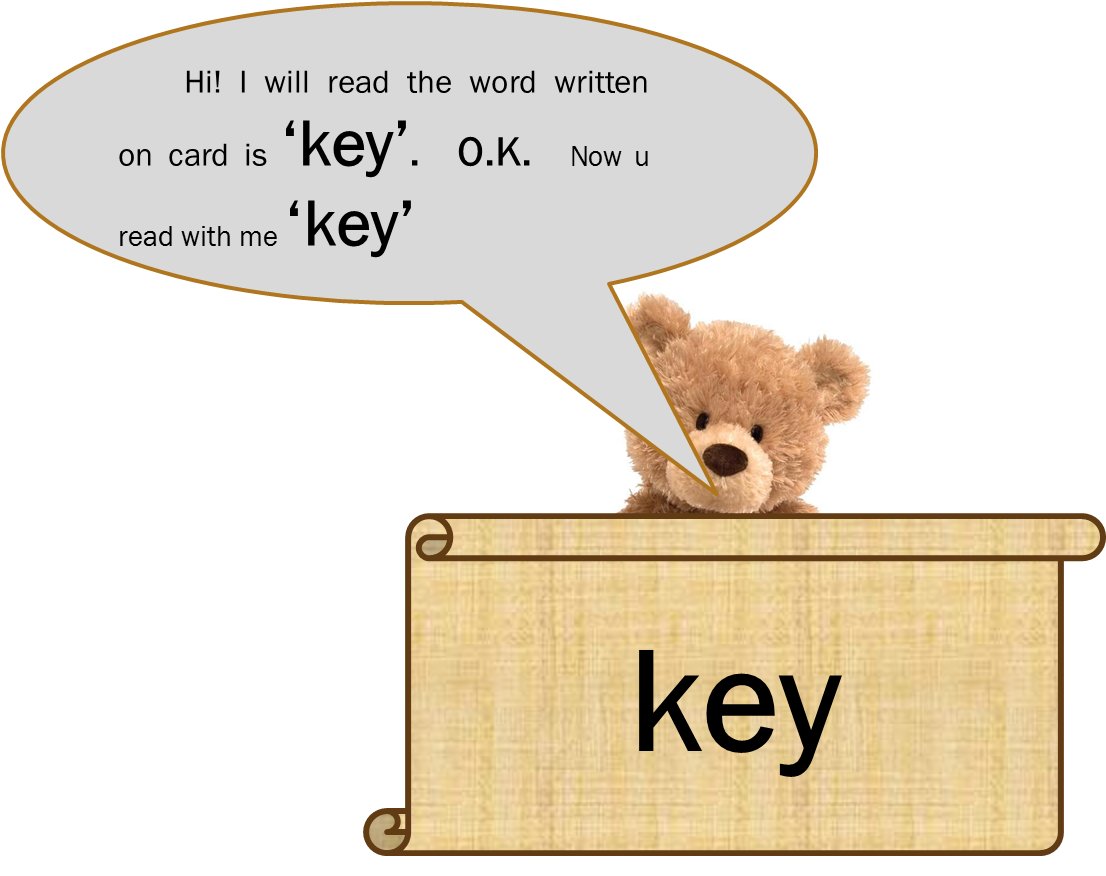 Hi! I will read the word written
on card is ‘key’. O.K. Now u
read with me ‘key’
key